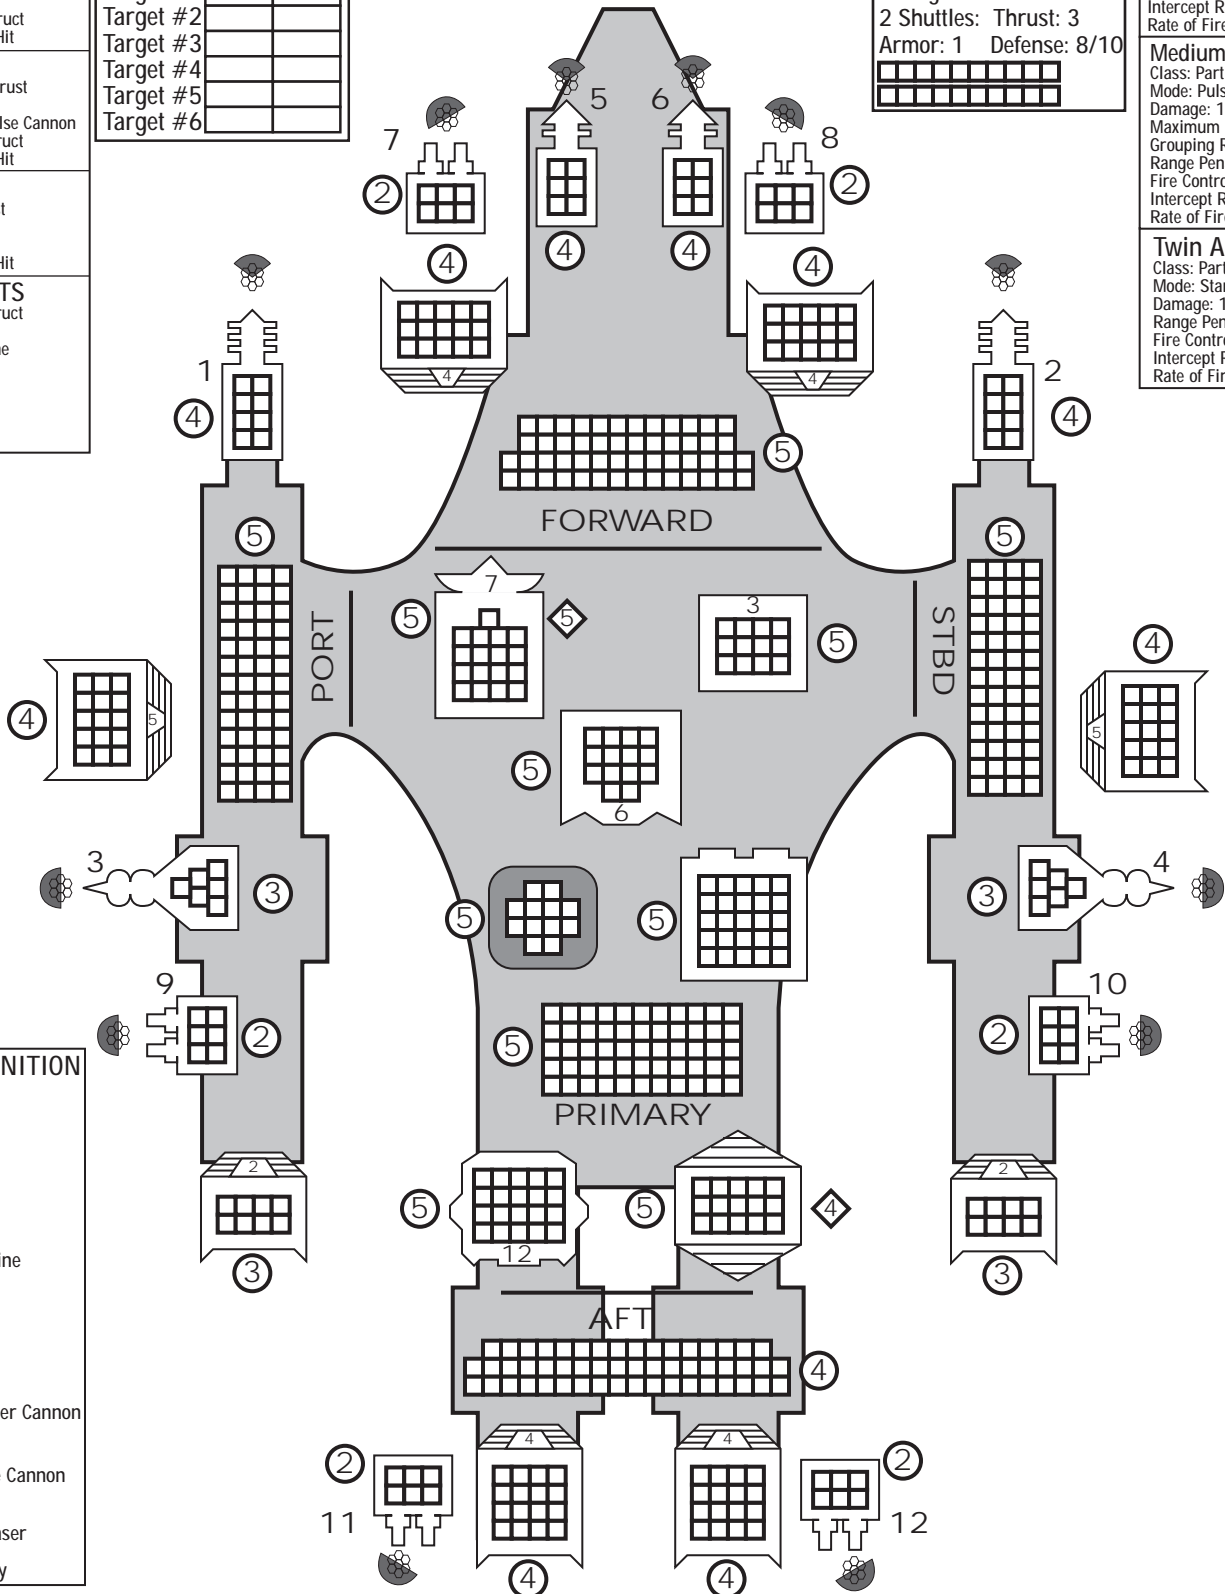 ruct
Hit
rust
lse Cannon
ruct
Hit
st
Hit
TS
ruct
ne
Target #2
Target #3
Target #4
Target #5
Target #6
2 Shuttles: Thrust: 3
Armor: 1 Defense: 8/10
Intercept R
Rate of Fire
Medium
Class: Part
Mode: Puls
Damage: 1
Maximum
Grouping R
Range Pen
Fire Contro
Intercept R
Rate of Fire
Twin A
Class: Part
Mode: Stan
Damage: 1
Range Pen
Fire Contro
Intercept R
Rate of Fir
5 6
7 8
2 2
4 4
4 4
4 4
1 2
4 4
5
FORWARD
5 5
7 3
5 5 5
PORT STBD
4 4
5 5
5
6
3 4
3 3
5 5
9 10
2 2
5
PRIMARY
NITION
ine
er Cannon
e Cannon
aser
y
2 2
5 5 4
12
3 3
AFT
4
4 4
2 2
11 12
4 4